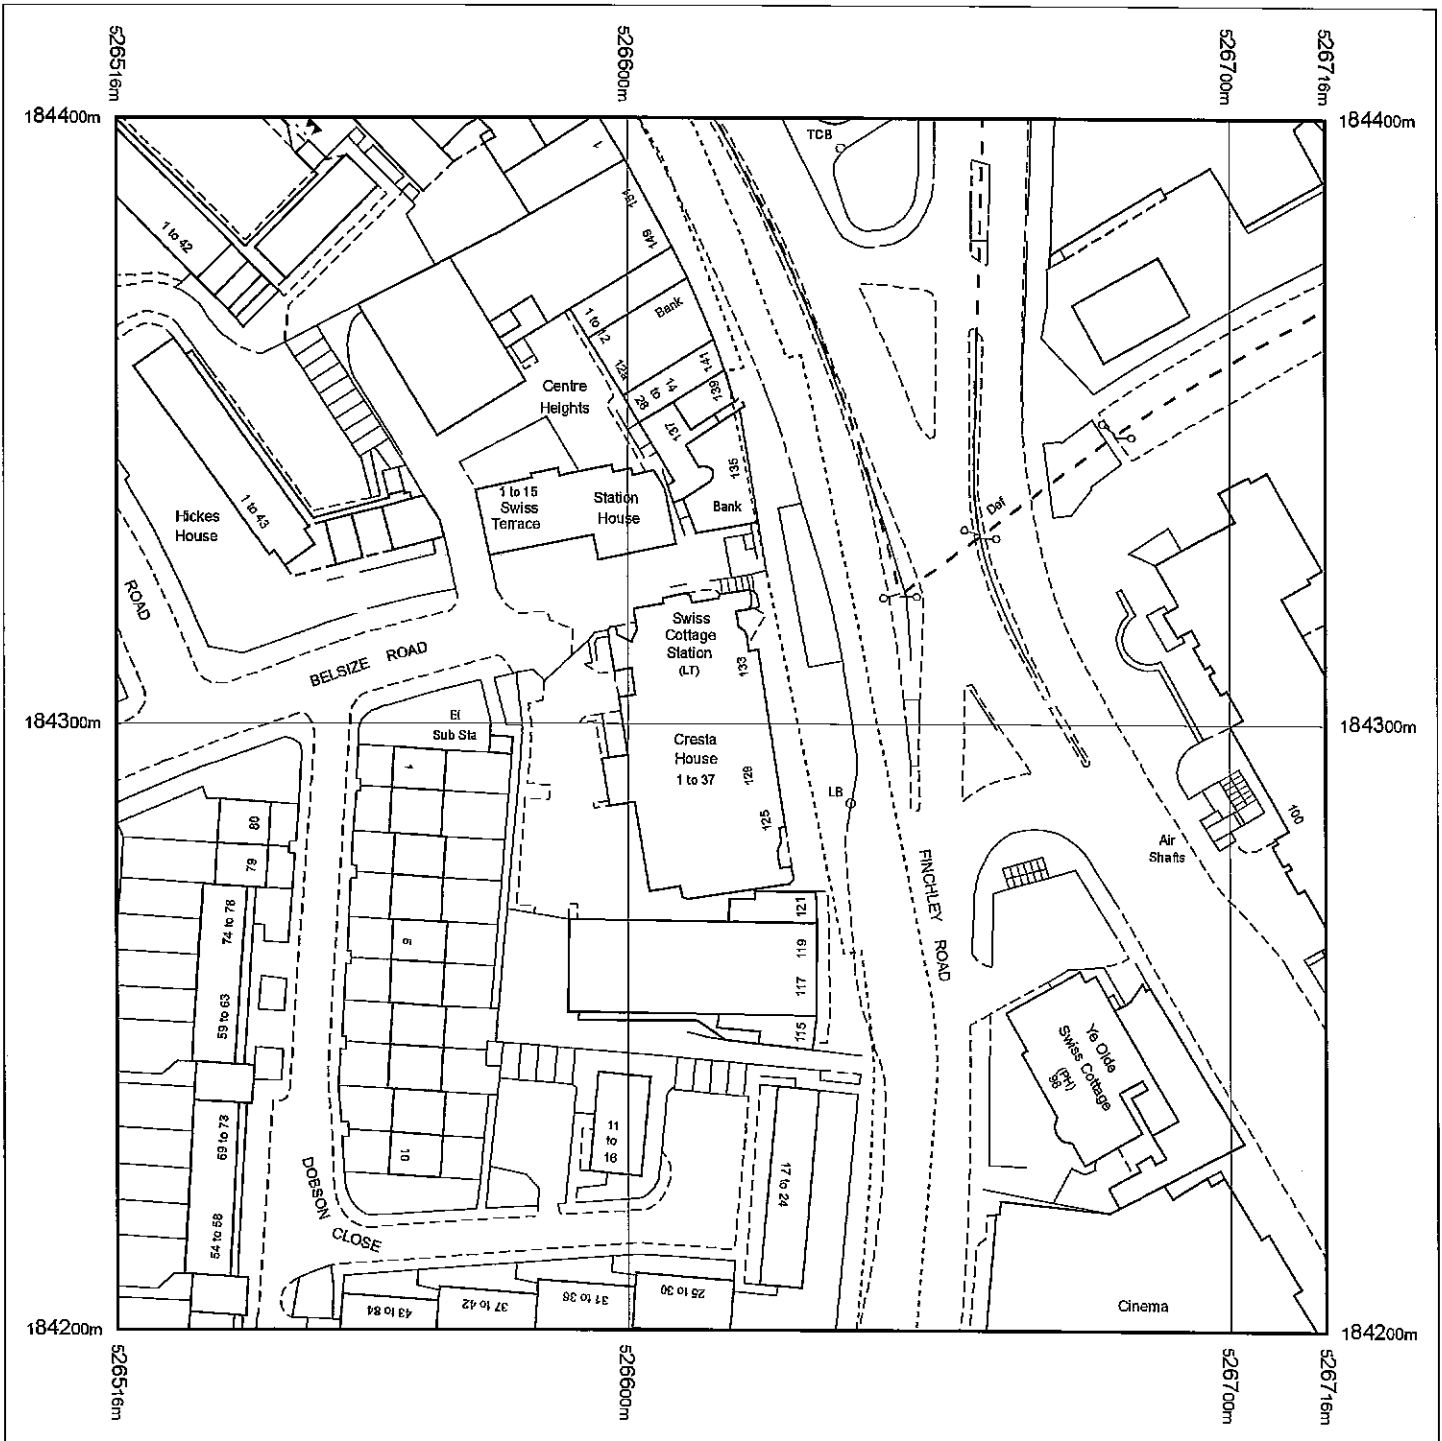 526516m
526600m
526700m
526716m
184400m
184400m
TCB
1 to 42
151
149
1 to 12
Bank
12a
141
139
28 to 14
137
135
Centre
Heights
Bank
1 to 15
Swiss
Terrace
Station
House
Def
Hickes
House
1 to 43
ROAD
BELSIZE ROAD
Swiss
Cottage
Station
(LT)
133
184300m
184300m
El
Sub Sta
Cresta
House
1 to 37
129
125
LB
1
80
79
100
Air
Shafts
FINCHLEY ROAD
74 to 78
to
121
119
117
115
59 to 63
Ye Olde
Swiss Cottage
(PH)
98
69 to 73
10
11
to
16
17 to 24
54 to 58
DOBSON
CLOSE
43 to 84
37 to 42
31 to 36
25 to 30
Cinema
184200m
184200m
526516m
526600m
526700m
526716m